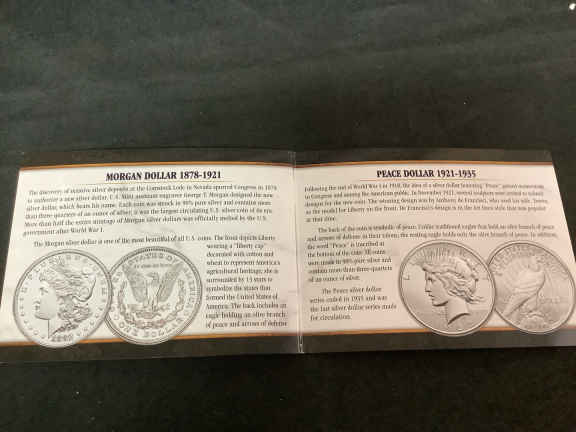 MORGAN DOLLAR 1878-1921
The discovery of massive silver deposits at the Comstock Lode in Nevada spurred Congress in 1878
to authorize a new silver dollar. U. S. Mint assistant engraver George T. Morgan designed the new
silver dollar, which bears his name. Each coin was struck in 90% pure silver and contains more
than three-quarters of an ounce of silver; it was the largest circulating U.S. silver coin of its era.
More than half the entire mintage of Morgan silver dollars was officially melted by the U.S.
government after World War I.
The Morgan silver dollar is one of the most beautiful of all U.S. coins. The front depicts Liberty
wearing a "liberty cap"
decorated with cotton and
wheat to represent America's
agricultural heritage; she is
surrounded by 13 stars to
symbolize the states that
formed the United States of
America. The back includes an
eagle holding an olive branch
of peace and arrows of defense
ONE DOLLAR
PEACE DOLLAR 1921-1935
Following the end of World War I in 1918, the idea of a silver dollar honoring "Peace" gained momentum
in Congress and among the American public. In November 1921, several sculptors were invited to submit
designs for the new coin. The winning design was by Anthony de Francisci, who used his wife, Teresa,
as the model for Liberty on the front. De Francisci's design is in the Art Deco style that was popular
at that time.
The back of the coin is symbolic of peace. Unlike traditional eagles that hold an olive branch of peace
and arrows of defense in their talons, the resting eagle holds only the olive branch of peace. In addition,
the word "Peace" is inscribed at
the bottom of the coin. All coins
were made in 90% pure silver and
contain more than three-quarters
of an ounce of silver.
The Peace silver dollar
series ended in 1935 and was
the last silver dollar series made
for circulation.